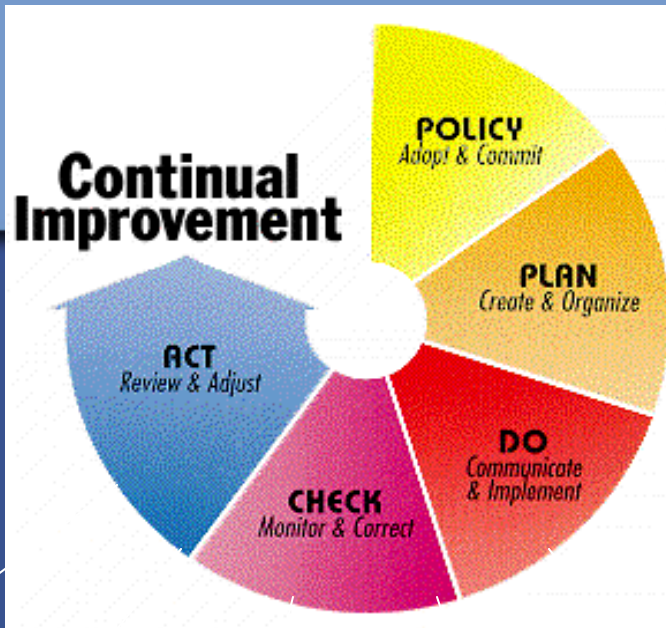 Continual
Improvement
POLICY
Adopt & Commit
PLAN
Create & Organize
DO
Communicate
& Implement
CHECK
Monitor & Correct
ACT
Review & Adjust